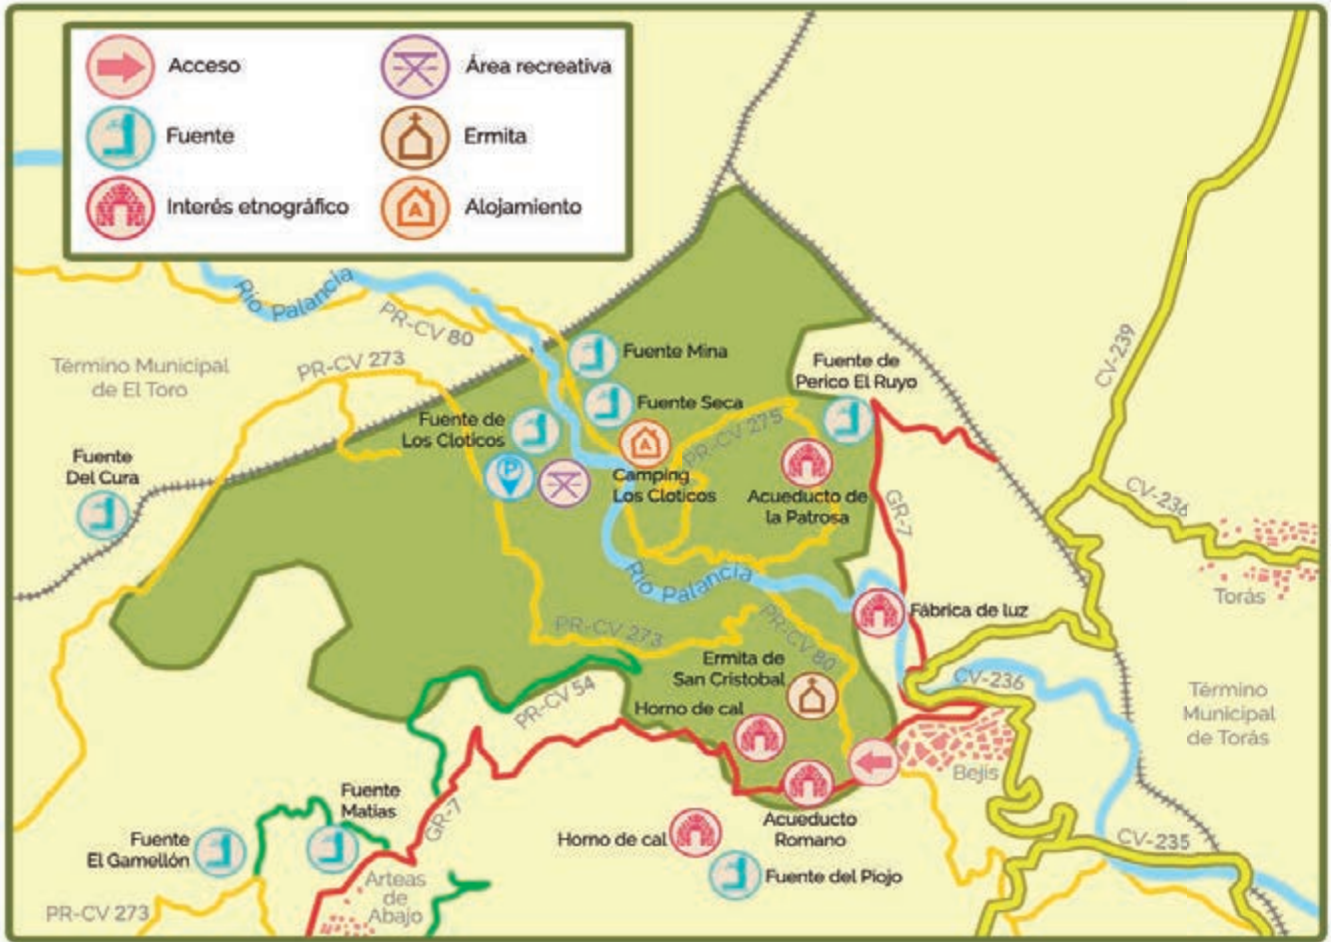 Acceso
Área recreativa
Fuente
Ermita
Interés etnográfico
Alojamiento
A
Río Palancia
PR-CV 80
PR-CV 273
Término Municipal
de El Toro
Fuente
Del Cura
Fuente Mina
Fuente Seca
Fuente de
Los Cloticos
P
A
Camping
Los Cloticos
PR-CV 275
Fuente de
Perico El Ruyo
Acueducto de
la Patrosa
GR-7
CV-239
CV-236
Torás
Río Palancia
Fábrica de luz
PR-CV 273
PR-CV 80
Ermita de
San Cristobal
CV-236
Término
Municipal
de Torás
PR-CV 54
Horno de cal
Bejís
Fuente
Matias
GR-7
Fuente
El Gamellón
Horno de cal
Acueducto
Romano
CV-235
Fuente del Piojo
Arteas
de
Abajo
PR-CV 273